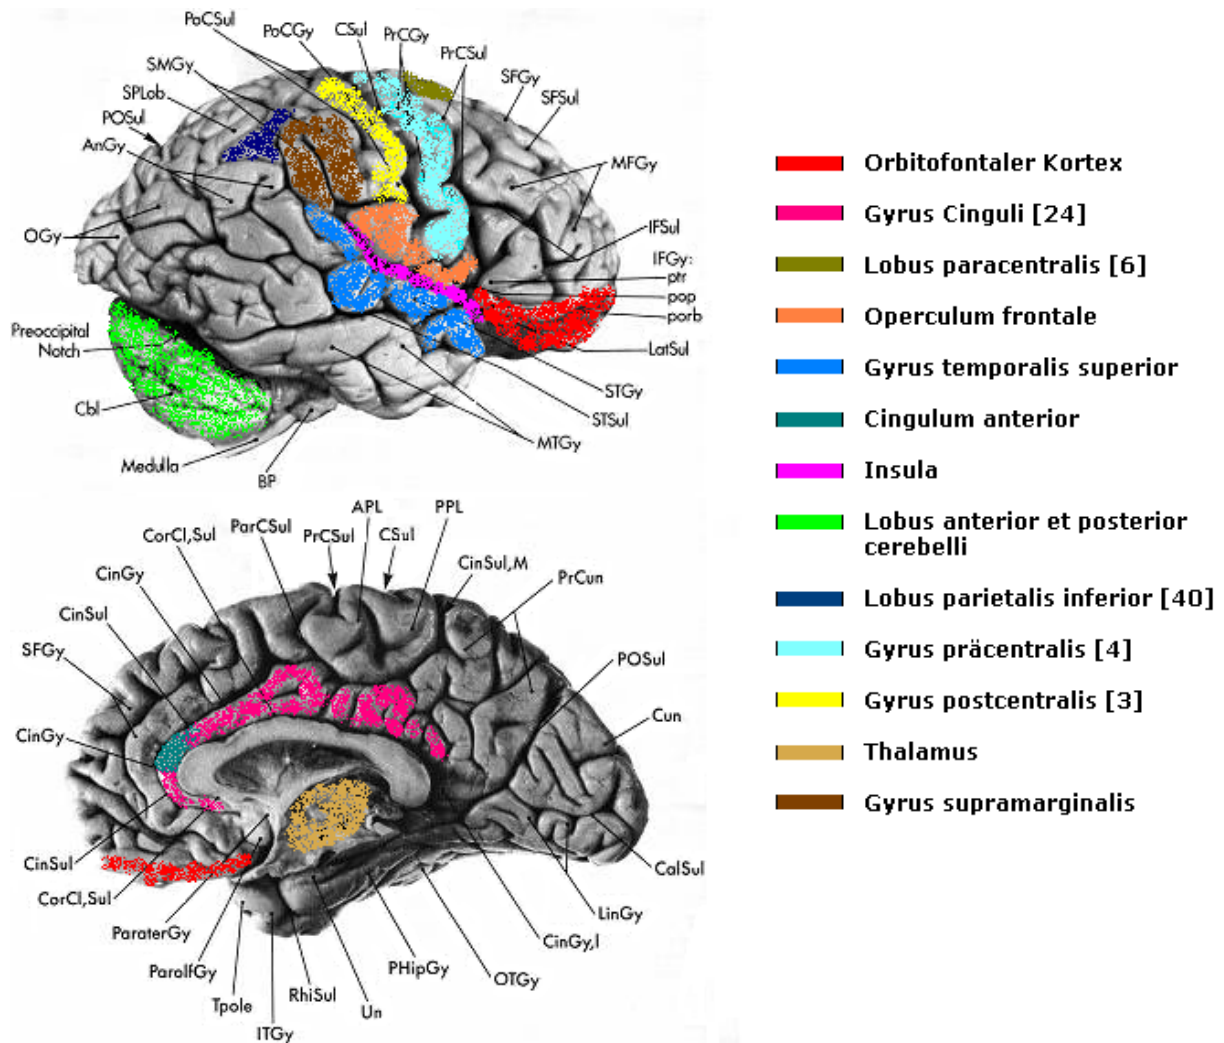 PoCSul
PoCGy
CSul
PrCGy
PrCSul
SMGy
SPLob
POSul
AnGy
SFGy
SFSul
MFGy
OGy
IFSul
IFGy:
ptr
pop
porb
Preoccipital
Notch
LatSul
STGy
Cbl
STSul
MTGy
Medulla
BP
APL
PPL
ParCSul
PrCSul
CSul
CorCl,Sul
CinSul,M
CinGy
PrCun
CinSul
SFGy
POSul
CinGy
Cun
CinSul
CalSul
CorCl,Sul
LinGy
ParaterGy
CinGy,I
ParolfGy
PHipGy
OTGy
Tpole
RhiSul
Un
ITGy
Orbitofontaler Kortex
Gyrus Cinguli [24]
Lobus paracentralis [6]
Operculum frontale
Gyrus temporalis superior
Cingulum anterior
Insula
Lobus anterior et posterior
cerebelli
Lobus parietalis inferior [40]
Gyrus präcentralis [4]
Gyrus postcentralis [3]
Thalamus
Gyrus supramarginalis